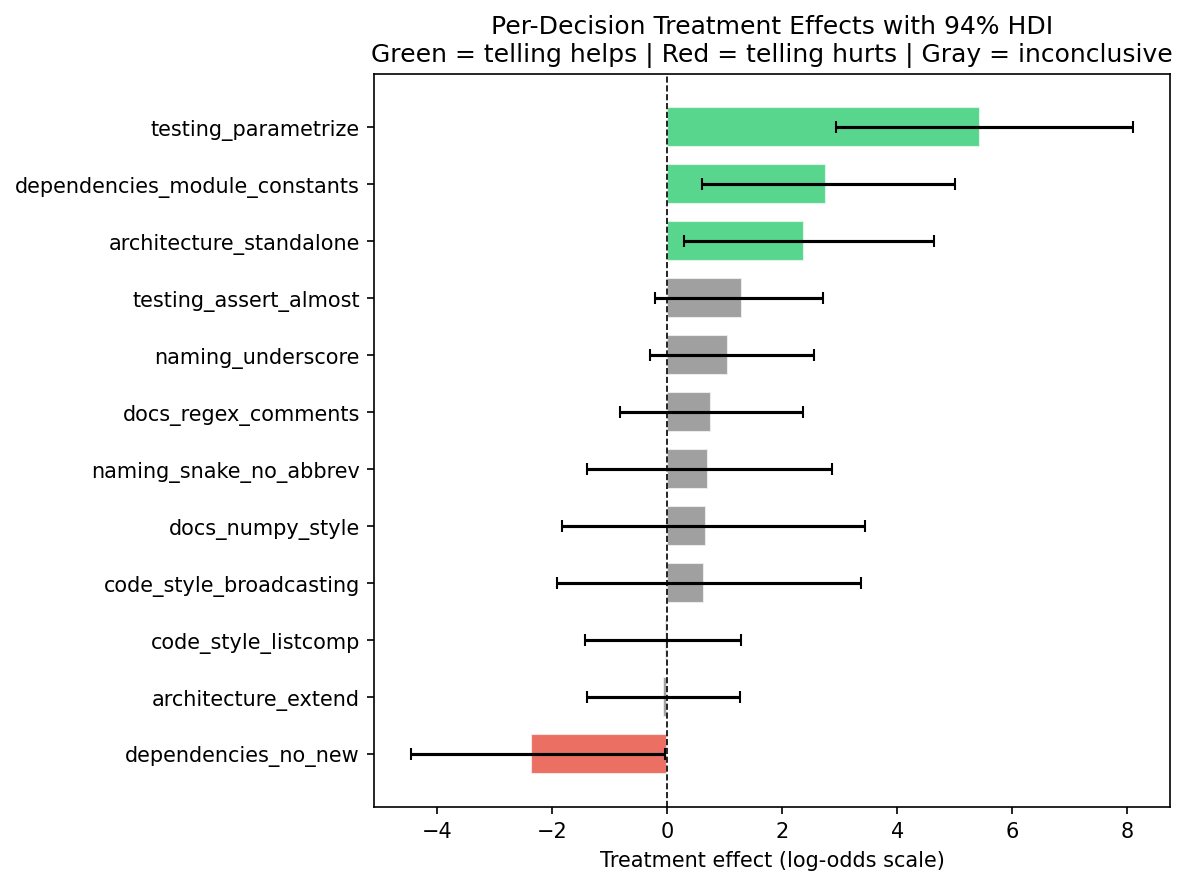 Per-Decision Treatment Effects with 94% HDI
Green = telling helps | Red = telling hurts | Gray = inconclusive
testing_parametrize
dependencies_module_constants
architecture_standalone
testing_assert_almost
naming_underscore
docs_regex_comments
naming_snake_no_abbrev
docs_numpy_style
code_style_broadcasting
code_style_listcomp
architecture_extend
dependencies_no_new
−4 −2 0 2 4 6 8
Treatment effect (log-odds scale)